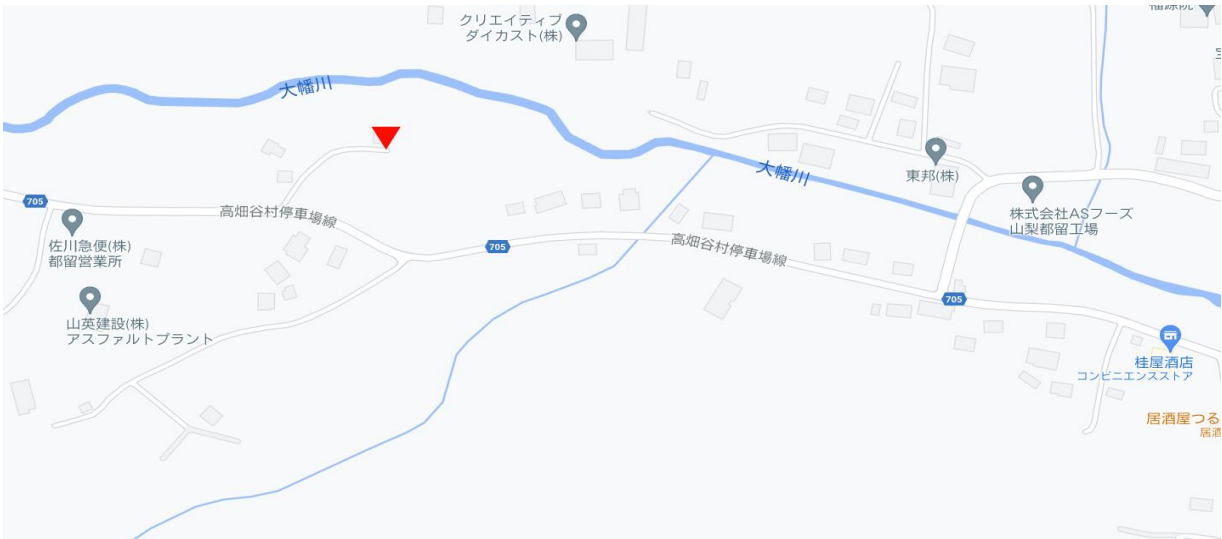 クリエイティブ
ダイカスト(株)
大幡川
大幡川
東邦(株)
705
高畑谷村停車場線
株式会社ASフーズ
山梨都留工場
佐川急便(株)
都留営業所
705
高畑谷村停車場線
705
山英建設(株)
アスファルトプラント
桂屋酒店
コンビニエンスストア
居酒屋つる
居酒